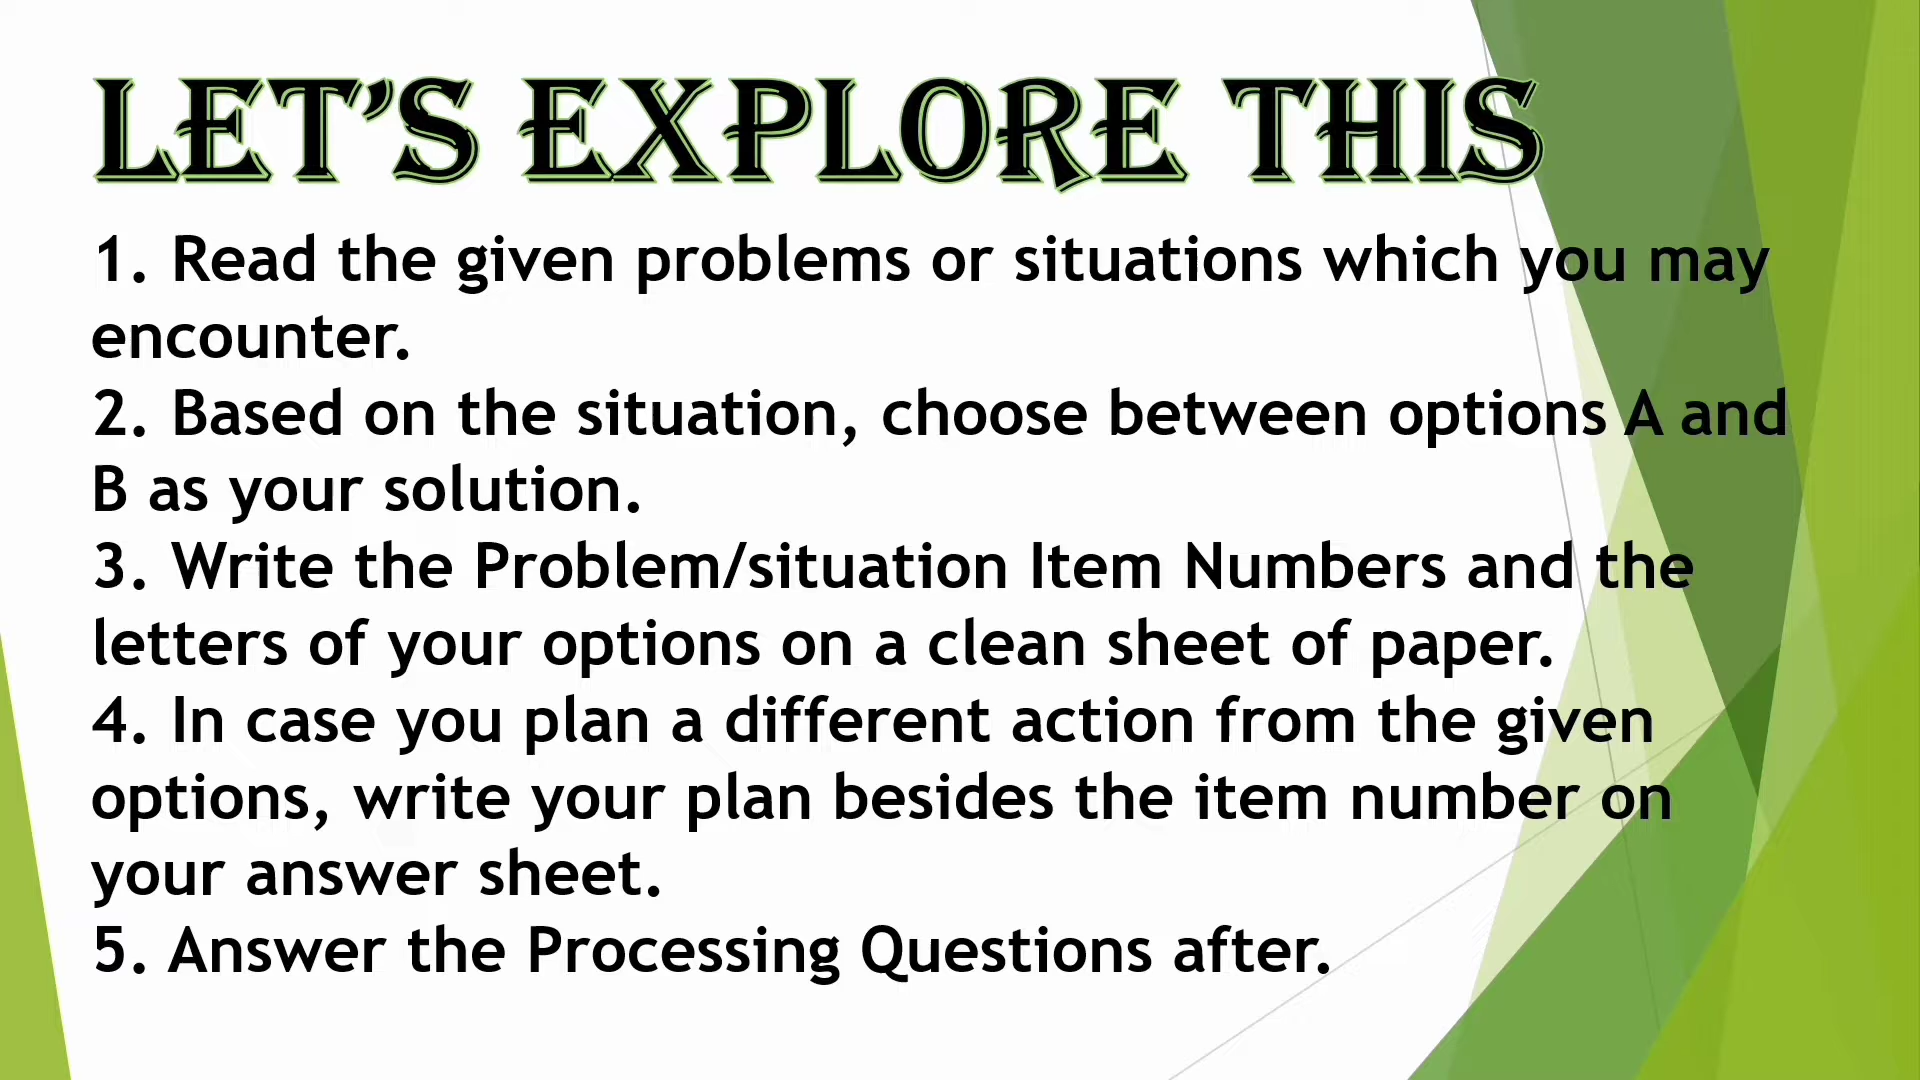 LET'S EXPLORE THIS
1. Read the given problems or situations which you may
encounter.
2. Based on the situation, choose between options A and
B as your solution.
3. Write the Problem/situation Item Numbers and the
letters of your options on a clean sheet of paper.
4. In case you plan a different action from the given
options, write your plan besides the item number on
your answer sheet.
5. Answer the Processing Questions after.